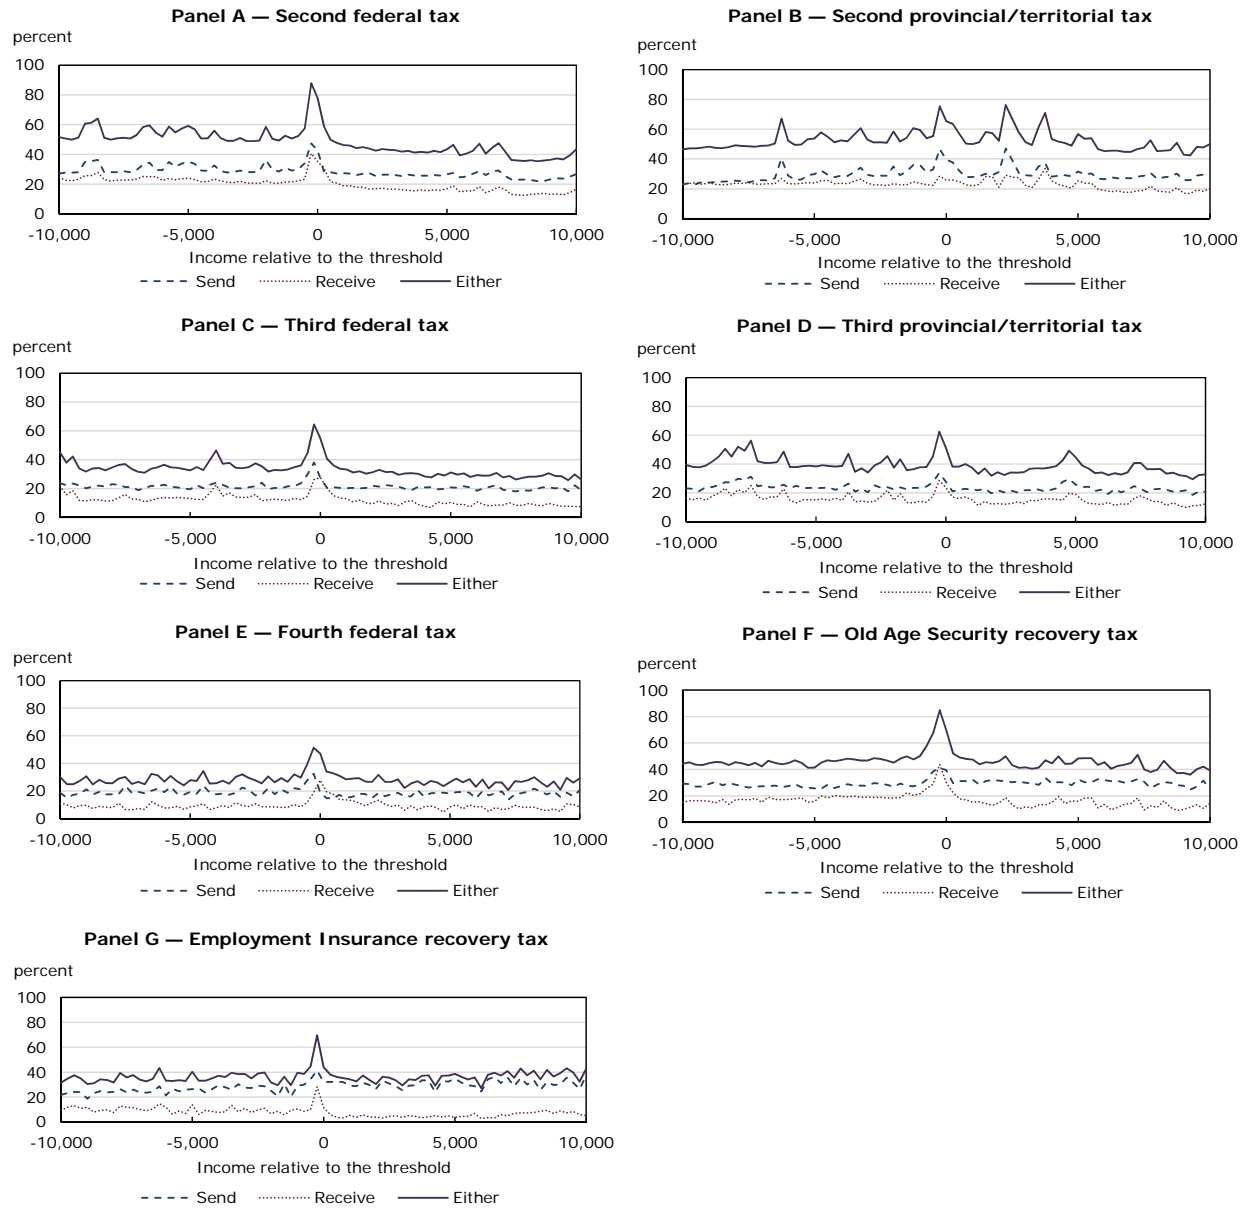 Panel A — Second federal tax
percent
100
80
60
40
20
0
-10,000 -5,000 0 5,000 10,000
Income relative to the threshold
Send Receive Either
Panel B — Second provincial/territorial tax
percent
100
80
60
40
20
0
-10,000 -5,000 0 5,000 10,000
Income relative to the threshold
Send Receive Either
Panel C — Third federal tax
percent
100
80
60
40
20
0
-10,000 -5,000 0 5,000 10,000
Income relative to the threshold
Send Receive Either
Panel D — Third provincial/territorial tax
percent
100
80
60
40
20
0
-10,000 -5,000 0 5,000 10,000
Income relative to the threshold
Send Receive Either
Panel E — Fourth federal tax
percent
100
80
60
40
20
0
-10,000 -5,000 0 5,000 10,000
Income relative to the threshold
Send Receive Either
Panel F — Old Age Security recovery tax
percent
100
80
60
40
20
0
-10,000 -5,000 0 5,000 10,000
Income relative to the threshold
Send Receive Either
Panel G — Employment Insurance recovery tax
percent
100
80
60
40
20
0
-10,000 -5,000 0 5,000 10,000
Income relative to the threshold
Send Receive Either